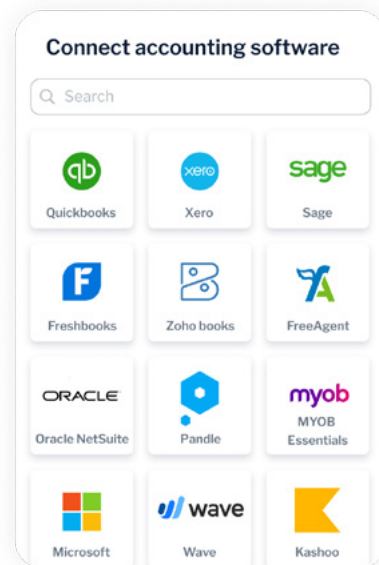 Connect accounting software
Search
qb
xero
sage
Quickbooks
Xero
Sage
F
Freshbooks
Zoho books
FreeAgent
ORACLE
myob
Oracle NetSuite
Pandle
MYOB
Essentials
wave
Microsoft
Wave
Kashoo